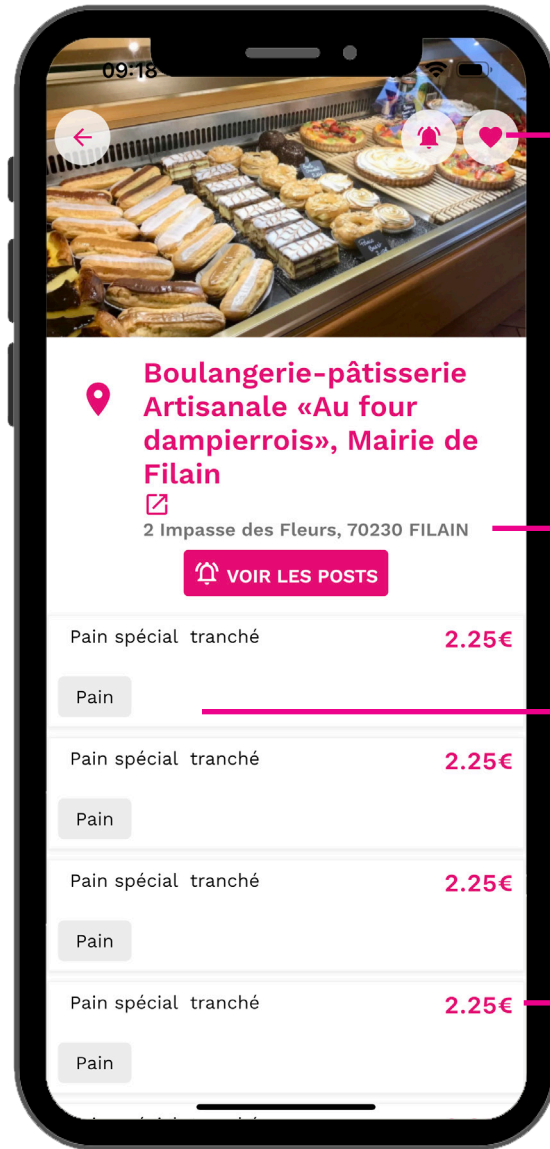 09:18
Boulangerie-pâtisserie
Artisanale «Au four
dampierrois», Mairie de
Filain
2 Impasse des Fleurs, 70230 FILAIN
VOIR LES POSTS
Pain spécial tranché 2.25€
Pain
Pain spécial tranché 2.25€
Pain
Pain spécial tranché 2.25€
Pain
Pain spécial tranché 2.25€
Pain